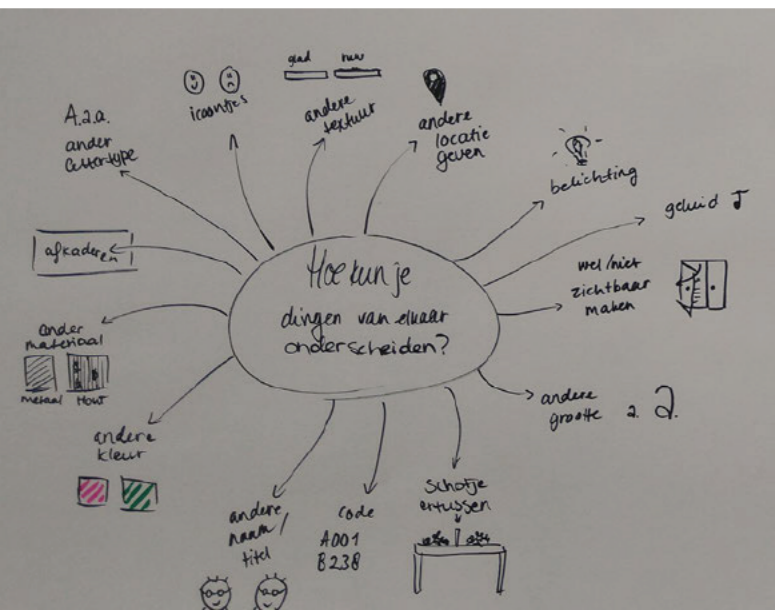 Hoe kun je
dingen van elkaar
onderscheiden?
A.a.a.
ander
lettertype
icoontjes
glad ruw
andere
textuur
andere
locatie
geven
belichting
geluid
wel/niet
zichtbaar
maken
andere
grootte a. a.
schotje
ertussen
code
A001
B238
andere
naam/
titel
andere
kleur
ander
materiaal
metaal Hout
afkaderen